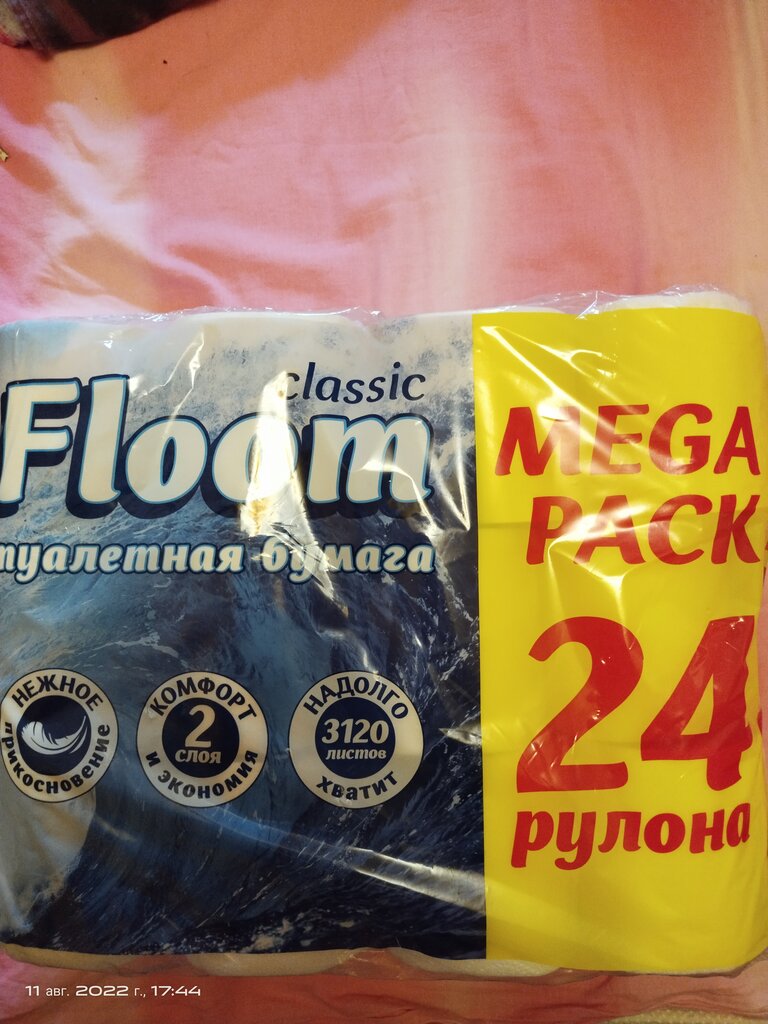 classic
Floom
туалетная бумага
НЕЖНОЕ
прикосновение
КОМФОРТ
2
СЛОЯ
И ЭКОНОМИЯ
НАДОЛГО
3120
листов
хватит
MEGA
PACK
24
рулона
11 авг. 2022 г., 17:44